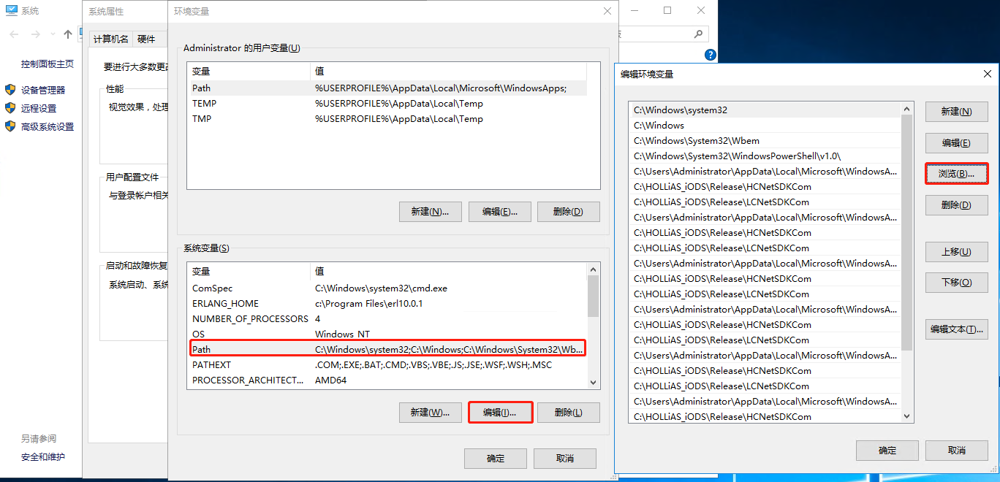 系统
控制面板主页
设备管理器
远程设置
高级系统设置
另请参阅
安全和维护
系统属性
计算机名
硬件
要进行大多数更改
性能
视觉效果，处理
用户配置文件
与登录帐户相关
启动和故障恢复
系统启动、系统
环境变量
Administrator 的用户变量(U)
变量 值
Path %USERPROFILE%\AppData\Local\Microsoft\WindowsApps;
TEMP %USERPROFILE%\AppData\Local\Temp
TMP %USERPROFILE%\AppData\Local\Temp
新建(N)... 编辑(E)... 删除(D)
系统变量(S)
变量 值
ComSpec C:\Windows\system32\cmd.exe
ERLANG_HOME c:\Program Files\erl10.0.1
NUMBER_OF_PROCESSORS 4
OS Windows_NT
Path C:\Windows\system32;C:\Windows;C:\Windows\System32\Wb...
PATHEXT .COM;.EXE;.BAT;.CMD;.VBS;.VBE;.JS;.JSE;.WSF;.WSH;.MSC
PROCESSOR_ARCHITECT... AMD64
新建(W)... 编辑(I)... 删除(L)
确定 取消
?
编辑环境变量
C:\Windows\system32
C:\Windows
C:\Windows\System32\Wbem
C:\Windows\System32\WindowsPowerShell\v1.0\
C:\Users\Administrator\AppData\Local\Microsoft\WindowsA...
C:\HOLLiAS_iODS\Release\HCNetSDKCom
C:\HOLLiAS_iODS\Release\LCNetSDKCom
C:\Users\Administrator\AppData\Local\Microsoft\WindowsA...
C:\HOLLiAS_iODS\Release\HCNetSDKCom
C:\HOLLiAS_iODS\Release\LCNetSDKCom
C:\Users\Administrator\AppData\Local\Microsoft\WindowsA...
C:\HOLLiAS_iODS\Release\HCNetSDKCom
C:\HOLLiAS_iODS\Release\LCNetSDKCom
C:\Users\Administrator\AppData\Local\Microsoft\WindowsA...
C:\HOLLiAS_iODS\Release\HCNetSDKCom
C:\HOLLiAS_iODS\Release\LCNetSDKCom
C:\Users\Administrator\AppData\Local\Microsoft\WindowsA...
C:\HOLLiAS_iODS\Release\HCNetSDKCom
C:\HOLLiAS_iODS\Release\LCNetSDKCom
C:\Users\Administrator\AppData\Local\Microsoft\WindowsA...
C:\HOLLiAS_iODS\Release\HCNetSDKCom
新建(N)
编辑(E)
浏览(B)...
删除(D)
上移(U)
下移(O)
编辑文本(T)...
确定 取消